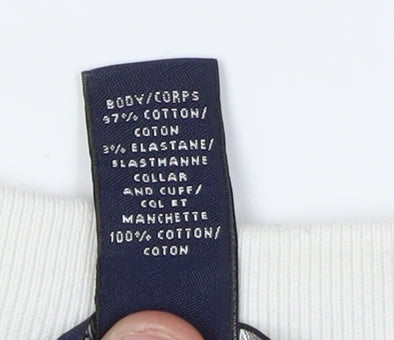 BODY/CORPS
97% COTTON/
COTON
3% ELASTANE/
ELASTHANNE
COLLAR
AND CUFF/
COL ET
MANCHETTE
100% COTTON/
COTON